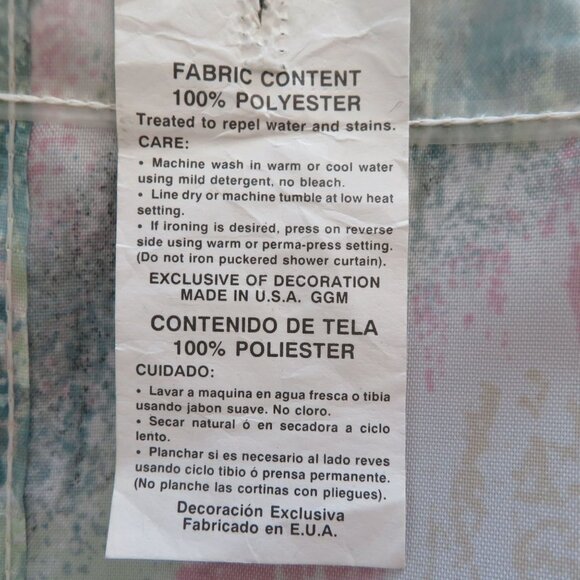 FABRIC CONTENT
100% POLYESTER
Treated to repel water and stains.
CARE:
• Machine wash in warm or cool water
using mild detergent, no bleach.
• Line dry or machine tumble at low heat
setting.
• If ironing is desired, press on reverse
side using warm or perma-press setting.
(Do not iron puckered shower curtain).
EXCLUSIVE OF DECORATION
MADE IN U.S.A. GGM
CONTENIDO DE TELA
100% POLIESTER
CUIDADO:
• Lavar a maquina en agua fresca o tibia
usando jabon suave. No cloro.
• Secar natural ó en secadora a ciclo
lento.
• Planchar si es necesario al lado reves
usando ciclo tibio ó prensa permanente.
(No planche las cortinas con pliegues).
Decoración Exclusiva
Fabricado en E.U.A.